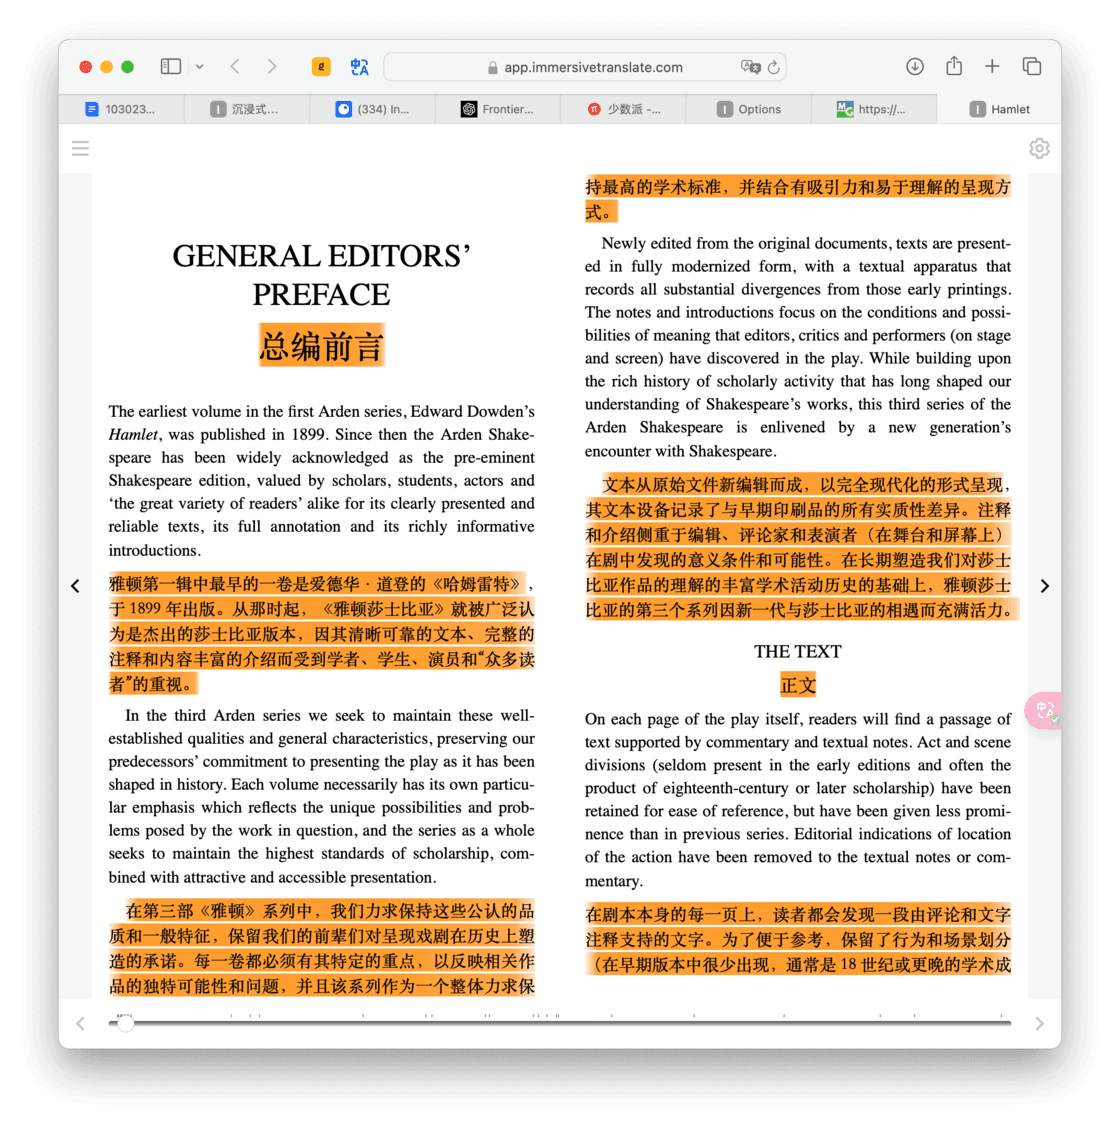 app.immersivetranslate.com
103023...
沉浸式...
(334) In...
Frontier...
少数派 -...
Options
https://...
Hamlet
GENERAL EDITORS’
PREFACE
总编前言
The earliest volume in the first Arden series, Edward Dowden’s
Hamlet, was published in 1899. Since then the Arden Shake-
speare has been widely acknowledged as the pre-eminent
Shakespeare edition, valued by scholars, students, actors and
‘the great variety of readers’ alike for its clearly presented and
reliable texts, its full annotation and its richly informative
introductions.
雅顿第一辑中最早的一卷是爱德华·道登的《哈姆雷特》，
于 1899 年出版。从那时起，《雅顿莎士比亚》就被广泛认
为是杰出的莎士比亚版本，因其清晰可靠的文本、完整的
注释和内容丰富的介绍而受到学者、学生、演员和“众多读
者”的重视。
In the third Arden series we seek to maintain these well-
established qualities and general characteristics, preserving our
predecessors’ commitment to presenting the play as it has been
shaped in history. Each volume necessarily has its own particu-
lar emphasis which reflects the unique possibilities and prob-
lems posed by the work in question, and the series as a whole
seeks to maintain the highest standards of scholarship, com-
bined with attractive and accessible presentation.
在第三部《雅顿》系列中，我们力求保持这些公认的品
质和一般特征，保留我们的前辈们对呈现戏剧在历史上塑
造的承诺。每一卷都必须有其特定的重点，以反映相关作
品的独特可能性和问题，并且该系列作为一个整体力求保
持最高的学术标准，并结合有吸引力和易于理解的呈现方
式。
Newly edited from the original documents, texts are present-
ed in fully modernized form, with a textual apparatus that
records all substantial divergences from those early printings.
The notes and introductions focus on the conditions and possi-
bilities of meaning that editors, critics and performers (on stage
and screen) have discovered in the play. While building upon
the rich history of scholarly activity that has long shaped our
understanding of Shakespeare’s works, this third series of the
Arden Shakespeare is enlivened by a new generation’s
encounter with Shakespeare.
文本从原始文件新编辑而成，以完全现代化的形式呈现，
其文本设备记录了与早期印刷品的所有实质性差异。注释
和介绍侧重于编辑、评论家和表演者（在舞台和屏幕上）
在剧中发现的意义条件和可能性。在长期塑造我们对莎士
比亚作品的理解的丰富学术活动历史的基础上，雅顿莎士
比亚的第三个系列因新一代与莎士比亚的相遇而充满活力。
THE TEXT
正文
On each page of the play itself, readers will find a passage of
text supported by commentary and textual notes. Act and scene
divisions (seldom present in the early editions and often the
product of eighteenth-century or later scholarship) have been
retained for ease of reference, but have been given less promi-
nence than in previous series. Editorial indications of location
of the action have been removed to the textual notes or com-
mentary.
在剧本本身的每一页上，读者都会发现一段由评论和文字
注释支持的文字。为了便于参考，保留了行为和场景划分
（在早期版本中很少出现，通常是 18 世纪或更晚的学术成